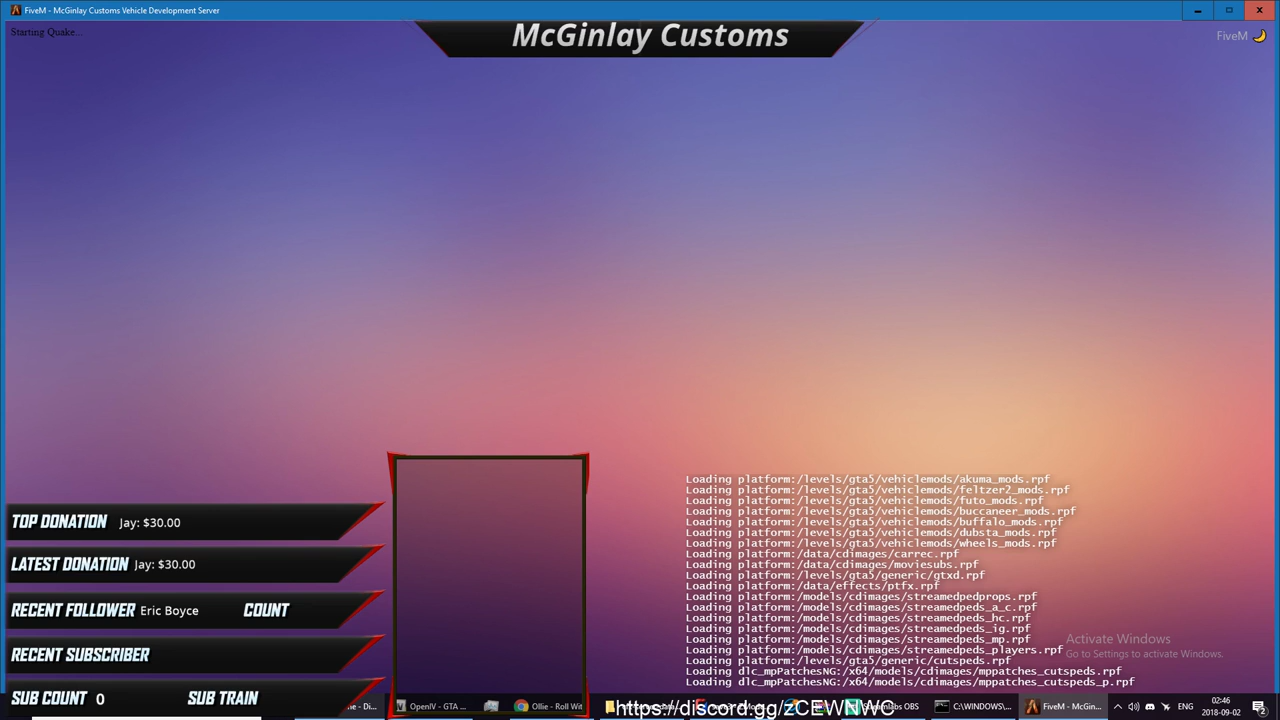 FiveM - McGinlay Customs Vehicle Development Server
Starting Quake...
McGinlay Customs
FiveM
Loading platform:/levels/gta5/vehiclemods/akuma_mods.rpf
Loading platform:/levels/gta5/vehiclemods/feltzer2_mods.rpf
Loading platform:/levels/gta5/vehiclemods/futo_mods.rpf
Loading platform:/levels/gta5/vehiclemods/buccaneer_mods.rpf
Loading platform:/levels/gta5/vehiclemods/buffalo_mods.rpf
Loading platform:/levels/gta5/vehiclemods/dubsta_mods.rpf
Loading platform:/levels/gta5/vehiclemods/wheels_mods.rpf
Loading platform:/data/cdimages/carrec.rpf
Loading platform:/data/cdimages/moviesubs.rpf
Loading platform:/levels/gta5/generic/gtxd.rpf
Loading platform:/data/effects/ptfx.rpf
Loading platform:/models/cdimages/streamedpedprops.rpf
Loading platform:/models/cdimages/streamedpeds_a_c.rpf
Loading platform:/models/cdimages/streamedpeds_hc.rpf
Loading platform:/models/cdimages/streamedpeds_ig.rpf
Loading platform:/models/cdimages/streamedpeds_mp.rpf
Loading platform:/models/cdimages/streamedpeds_players.rpf
Loading platform:/levels/gta5/generic/cutspeds.rpf
Loading dlc_mpPatchesNG:/x64/models/cdimages/mppatches_cutspeds.rpf
Loading dlc_mpPatchesNG:/x64/models/cdimages/mppatches_cutspeds_p.rpf
TOP DONATION Jay: $30.00
LATEST DONATION Jay: $30.00
RECENT FOLLOWER Eric Boyce COUNT
RECENT SUBSCRIBER
SUB COUNT 0 SUB TRAIN
Activate Windows
Go to Settings to activate Windows.
OpenIV - GTA ...
Ollie - Roll Wit
https://discord.gg/zCEWNWC
OBS
C:\WINDOWS\...
FiveM - McGin...
ENG
02:46
2018-09-02
2